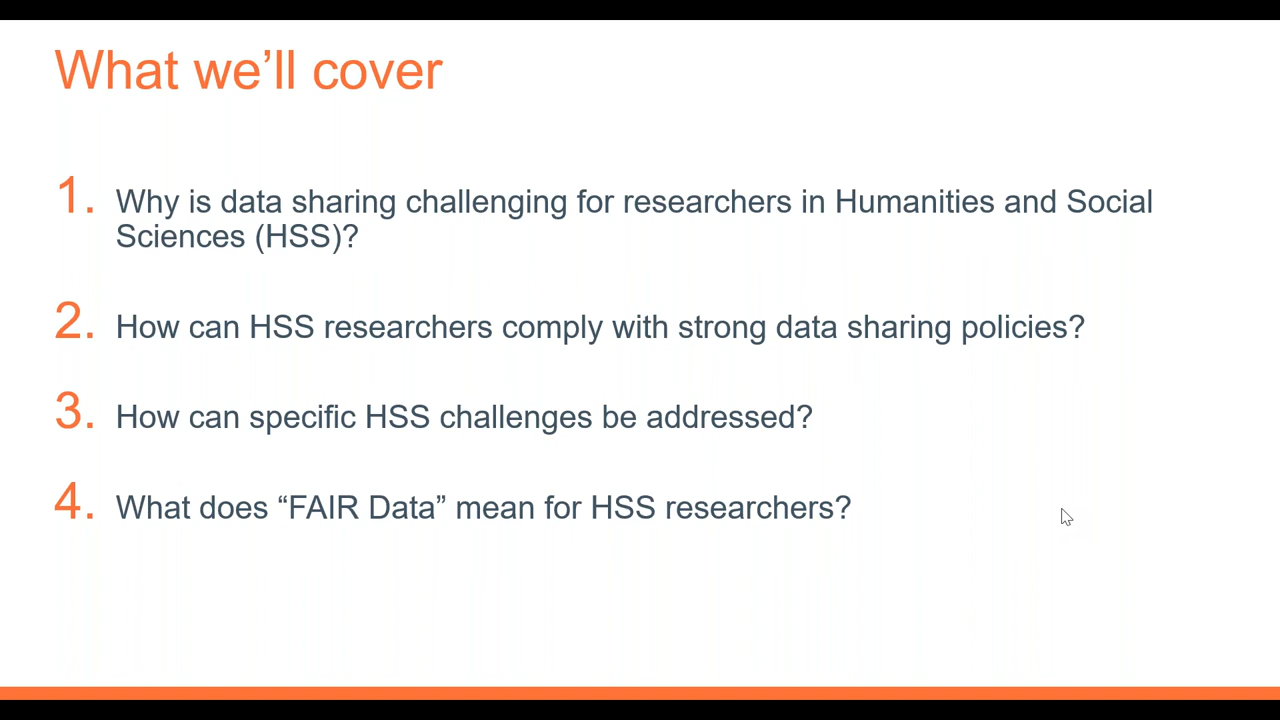 What we’ll cover
1. Why is data sharing challenging for researchers in Humanities and Social
Sciences (HSS)?
2. How can HSS researchers comply with strong data sharing policies?
3. How can specific HSS challenges be addressed?
4. What does “FAIR Data” mean for HSS researchers?